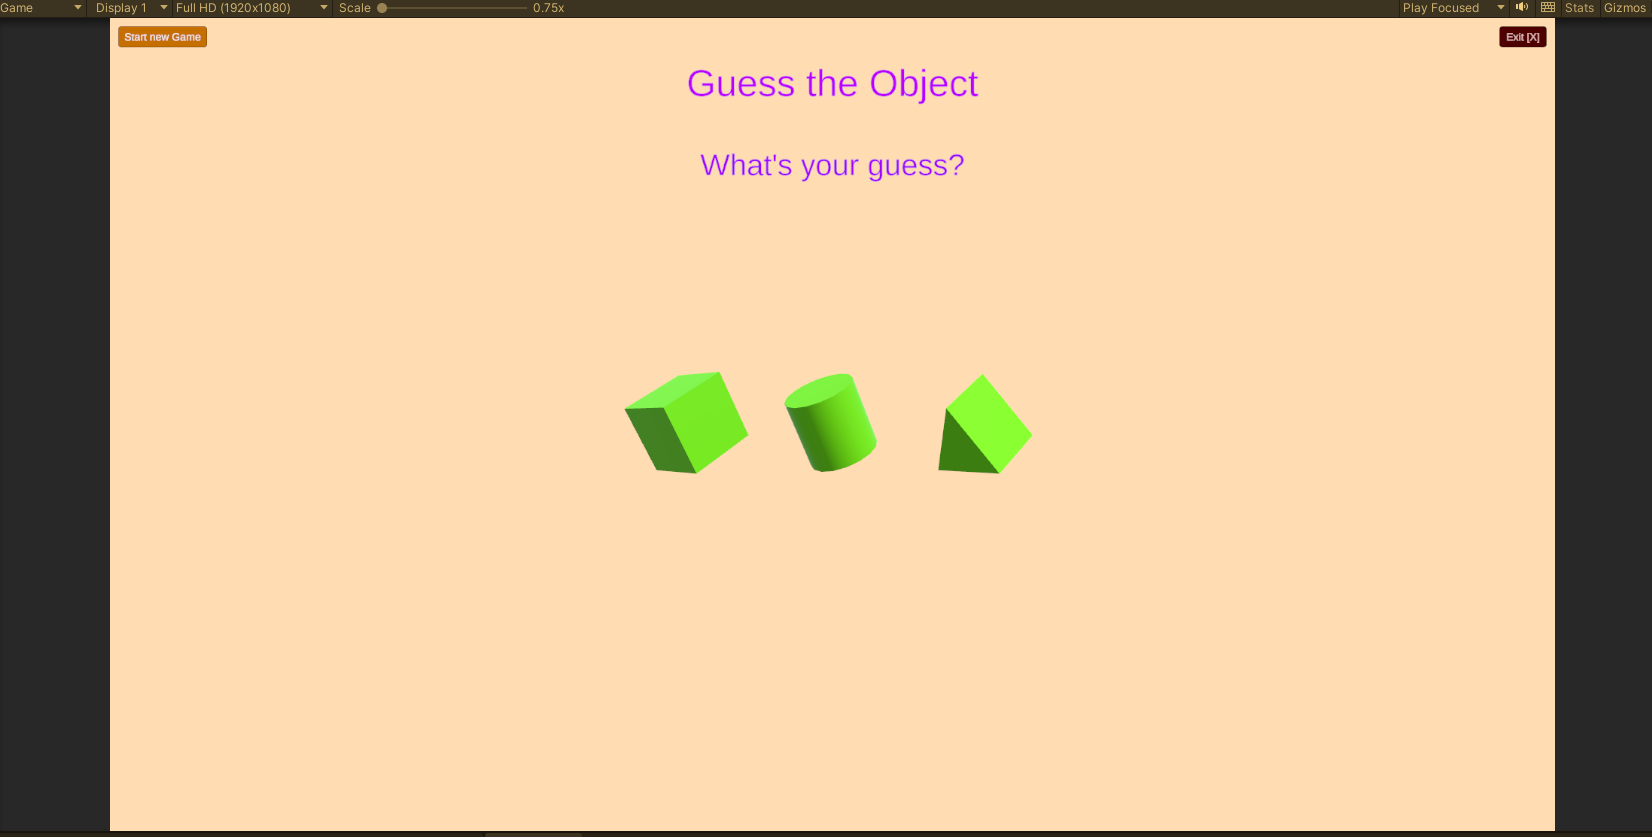 Game Display 1 Full HD (1920x1080) Scale 0.75x Play Focused Stats Gizmos
Start new Game Exit [X]
Guess the Object
What's your guess?